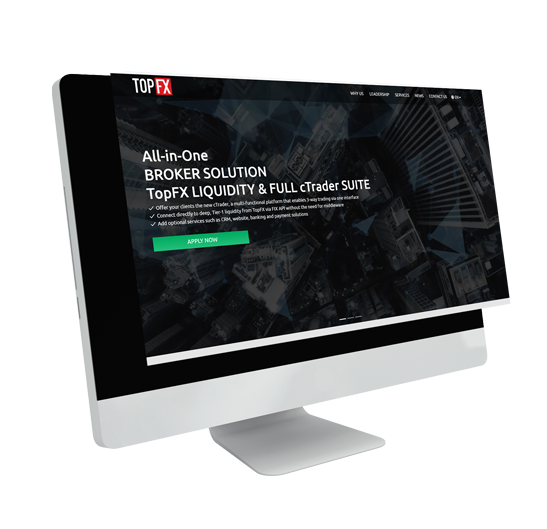 TOPFX
WHY US LEADERSHIP SERVICES NEWS CONTACT US EN
All-in-One
BROKER SOLUTION
TopFX LIQUIDITY & FULL cTrader SUITE
Offer your clients the new cTrader, a multi-functional platform that enables 3-way trading via one interface
Connect directly to deep, Tier-1 liquidity from TopFX via FIX API without the need for middleware
Add optional services such as CRM, website, banking and payment solutions
APPLY NOW